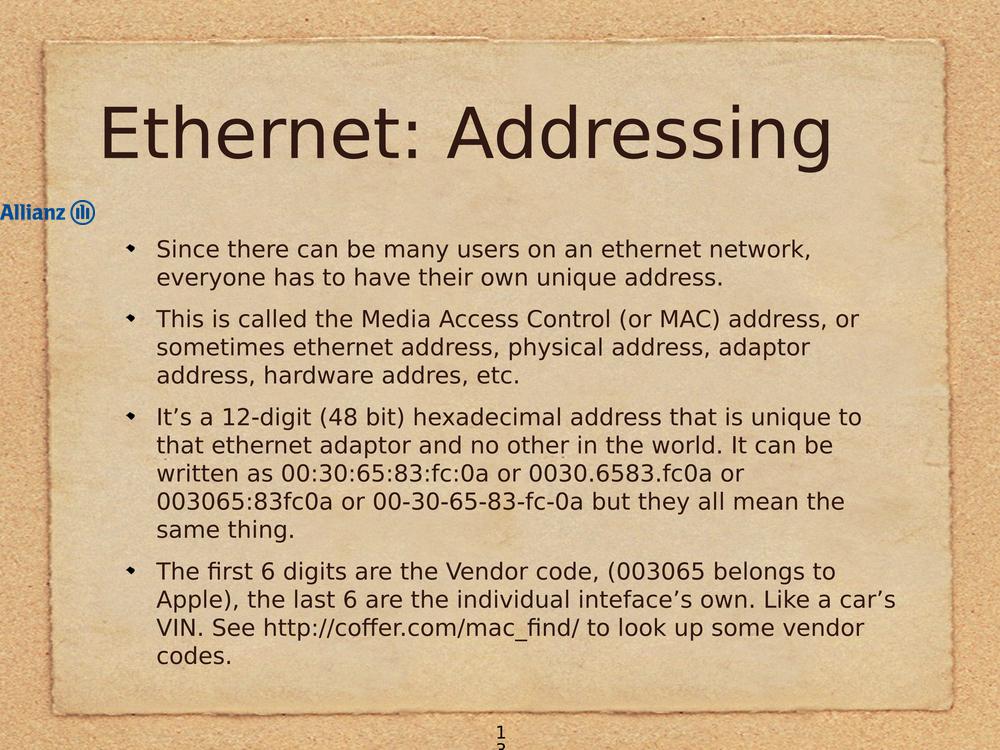 Ethernet: Addressing
Allianz
Since there can be many users on an ethernet network,
everyone has to have their own unique address.
This is called the Media Access Control (or MAC) address, or
sometimes ethernet address, physical address, adaptor
address, hardware addres, etc.
It’s a 12-digit (48 bit) hexadecimal address that is unique to
that ethernet adaptor and no other in the world. It can be
written as 00:30:65:83:fc:0a or 0030.6583.fc0a or
003065:83fc0a or 00-30-65-83-fc-0a but they all mean the
same thing.
The first 6 digits are the Vendor code, (003065 belongs to
Apple), the last 6 are the individual inteface’s own. Like a car’s
VIN. See http://coffer.com/mac_find/ to look up some vendor
codes.
1